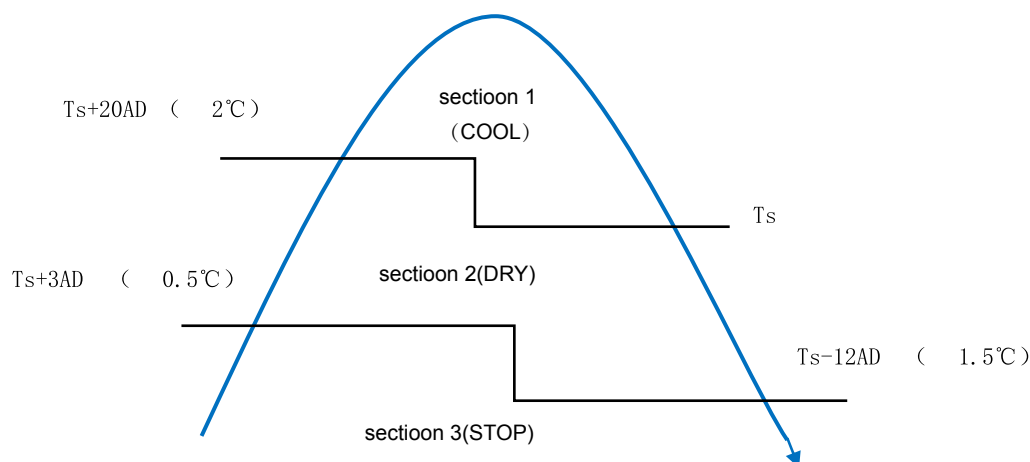 sectioon 1
（COOL）
Ts+20AD （ 2℃）
Ts
sectioon 2(DRY)
Ts+3AD （ 0.5℃）
Ts-12AD （ 1.5℃）
sectioon 3(STOP)